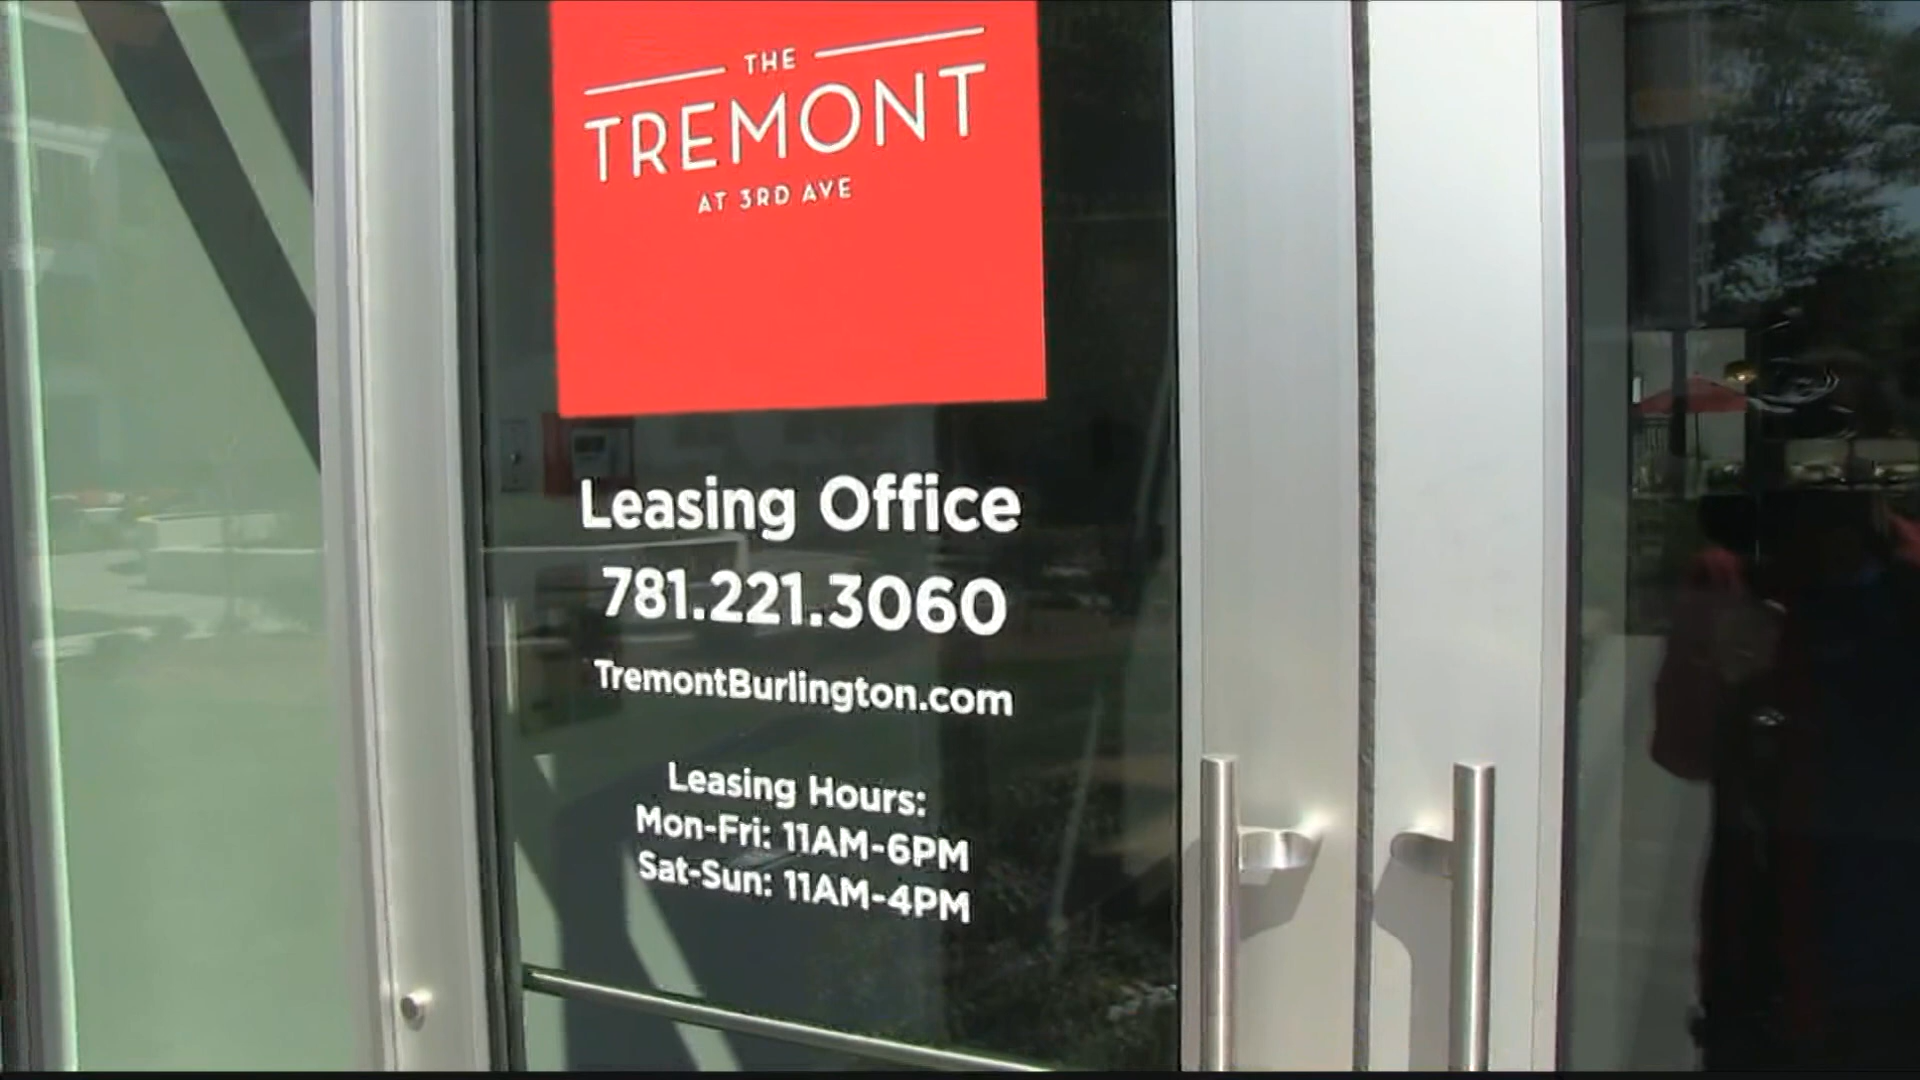 THE
TREMONT
AT 3RD AVE
Leasing Office
781.221.3060
TremontBurlington.com
Leasing Hours:
Mon-Fri: 11AM-6PM
Sat-Sun: 11AM-4PM